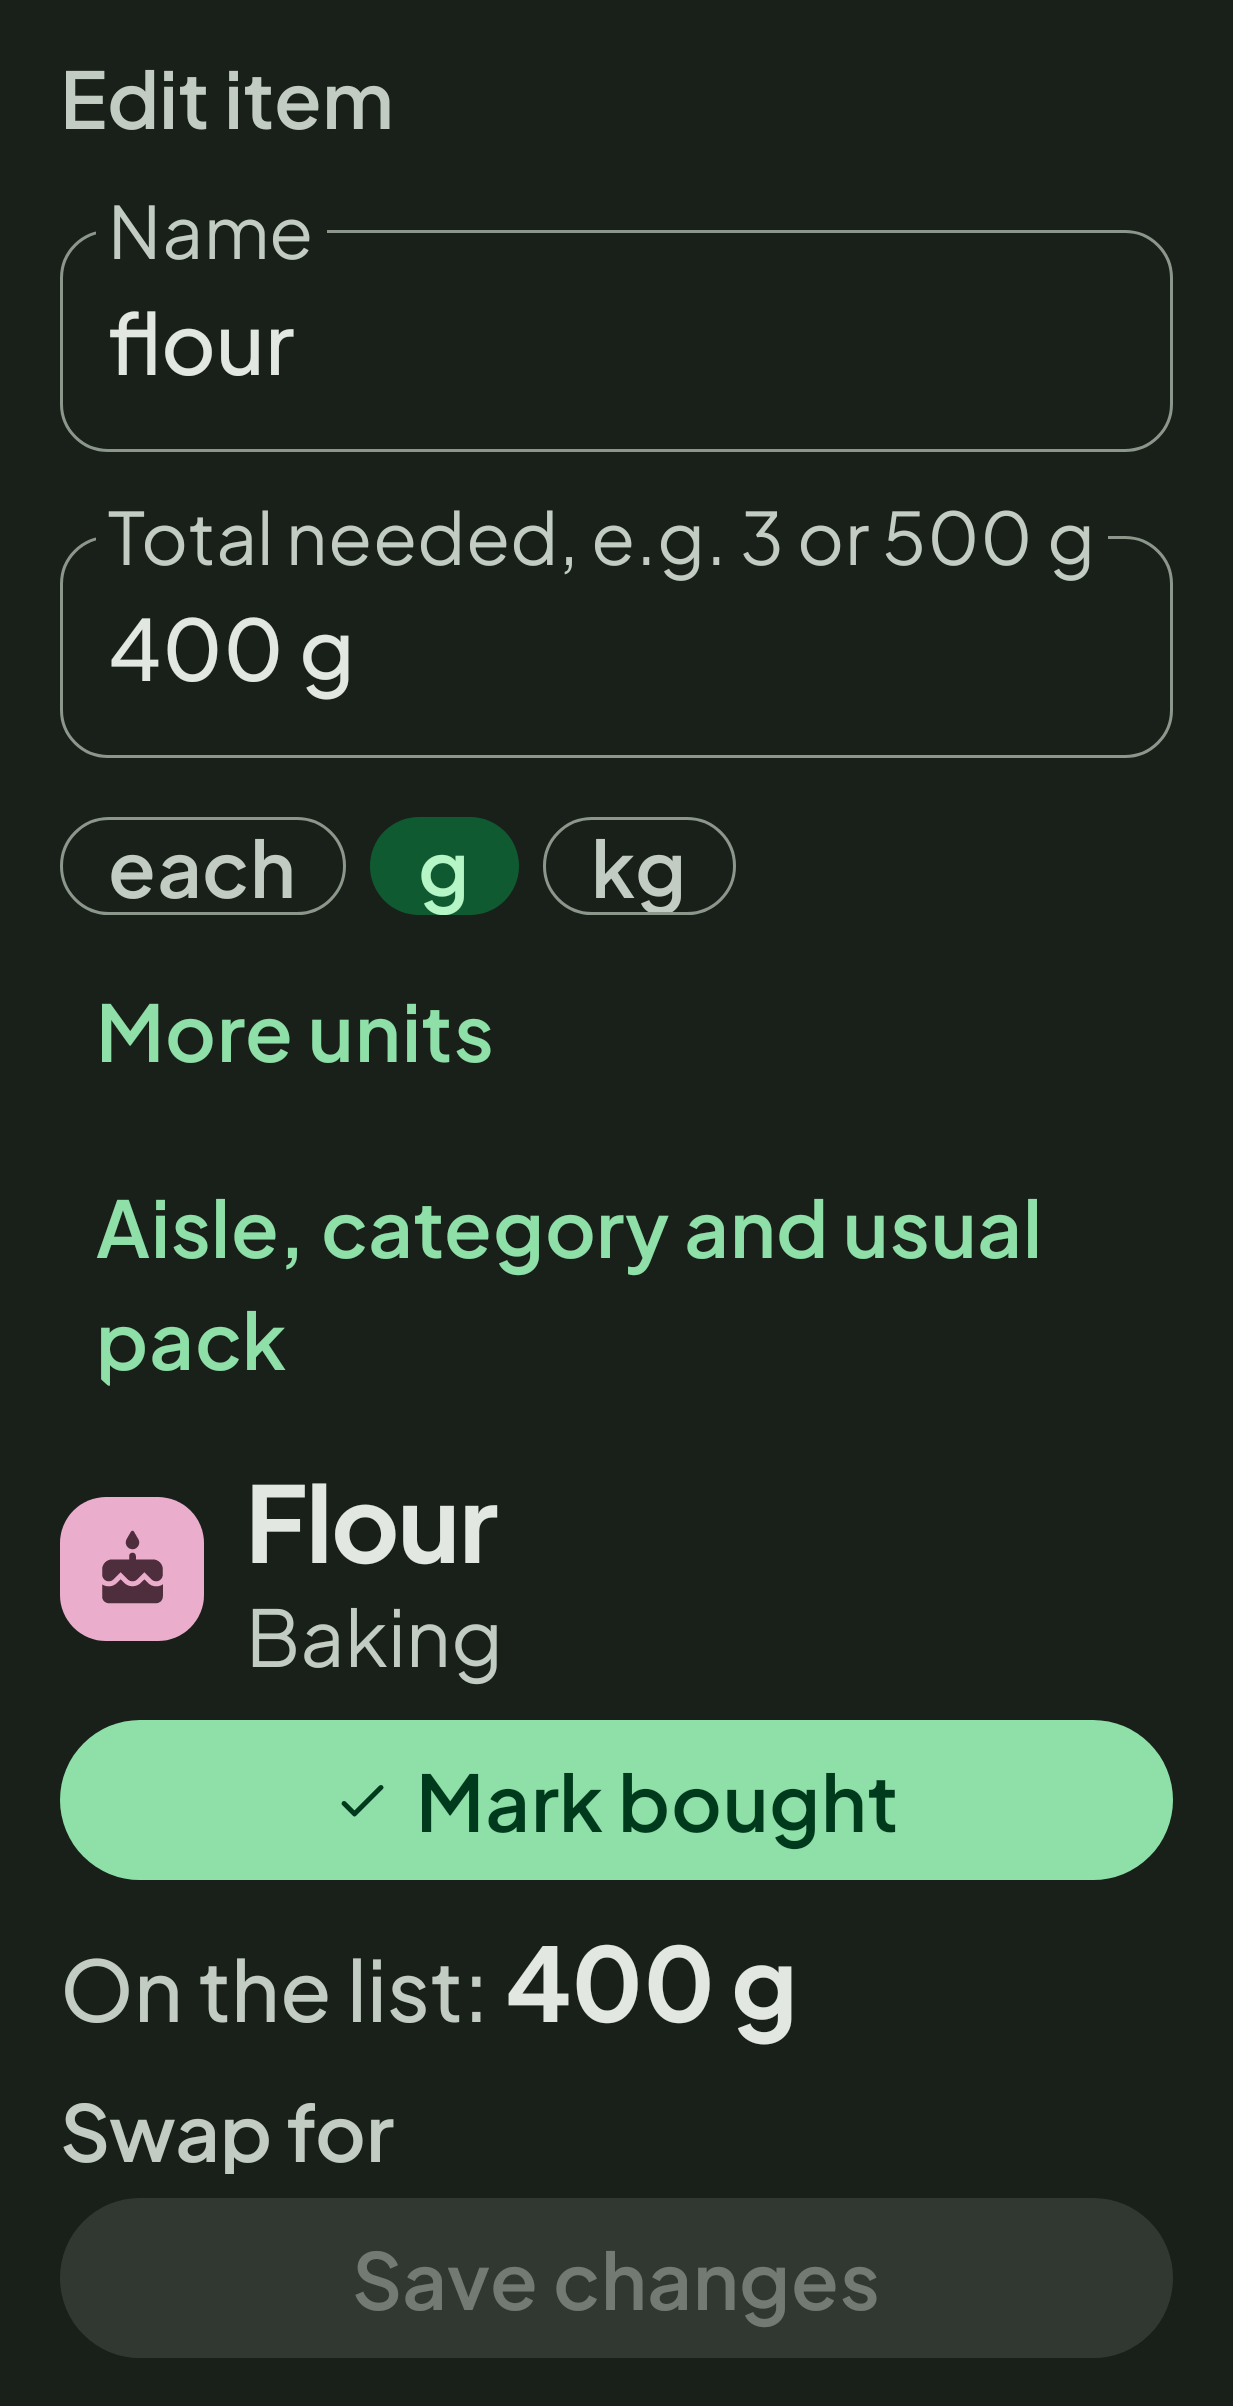 Edit item
Name
flour
Total needed, e.g. 3 or 500 g
400 g
each g kg
More units
Aisle, category and usual
pack
Flour
Baking
Mark bought
On the list: 400 g
Swap for
Save changes